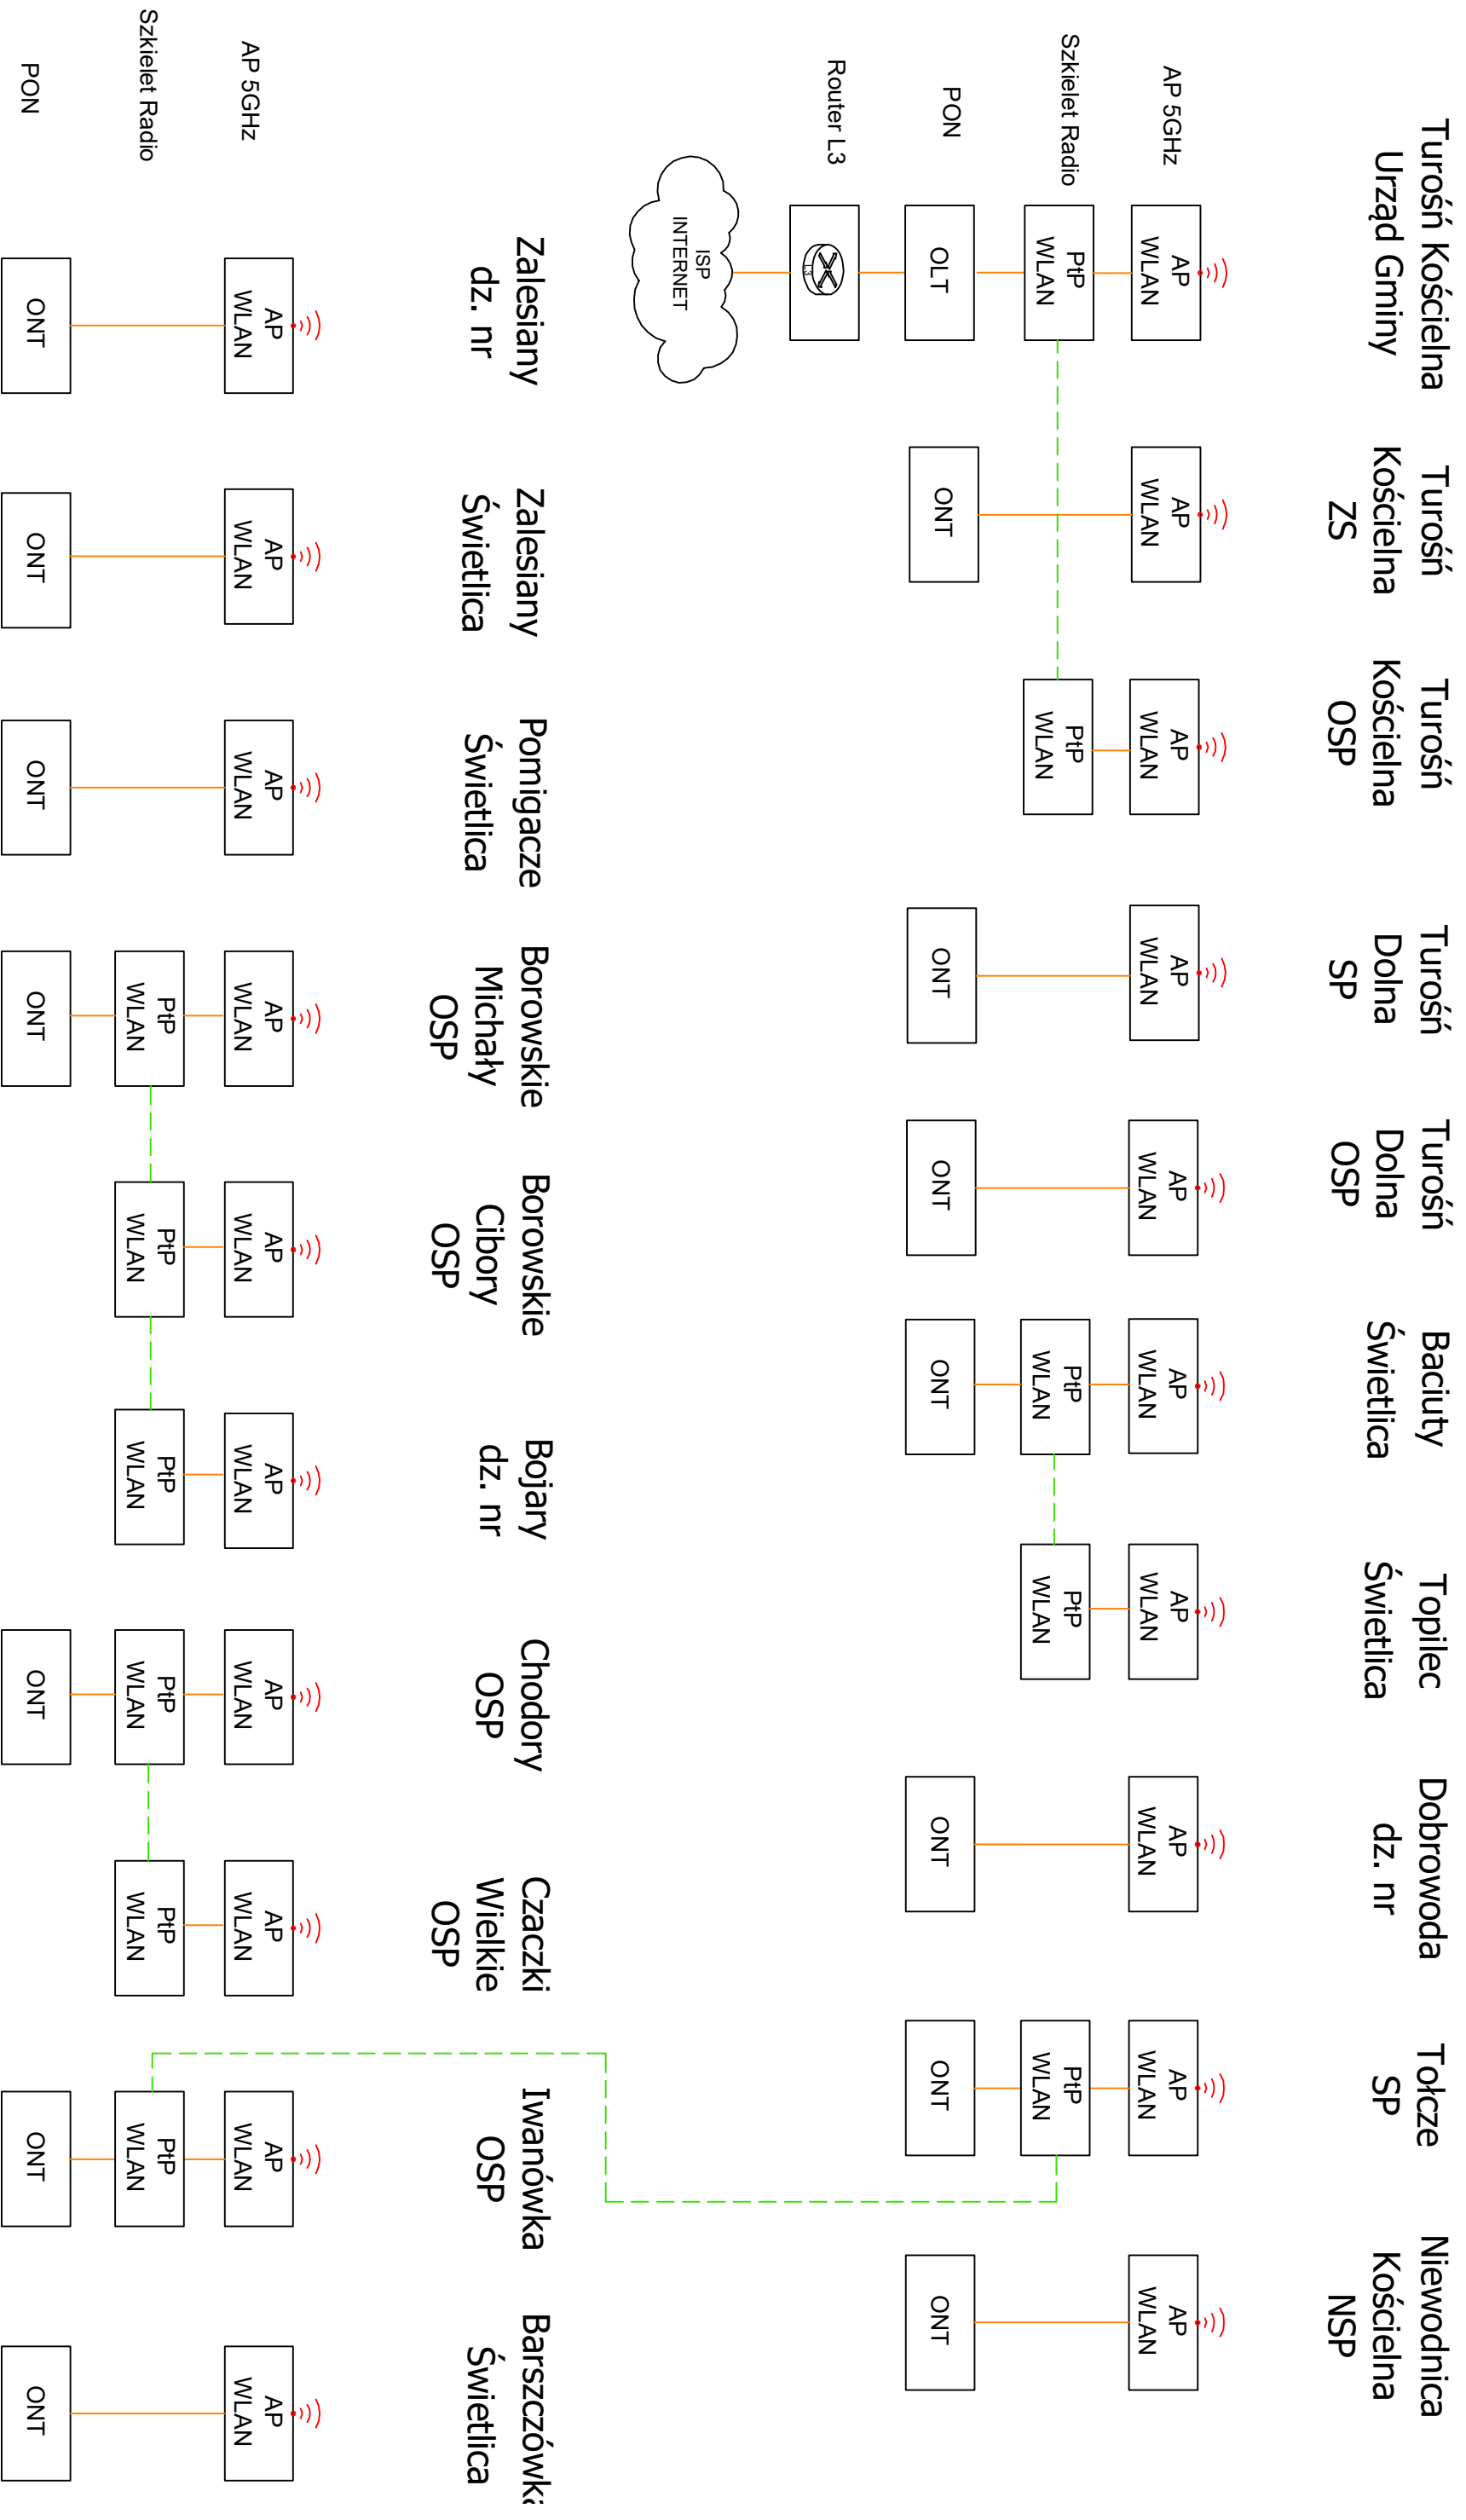 Turośń Kościelna
Urząd Gminy
Turośń
Kościelna
ZS
Turośń
Kościelna
OSP
Turośń
Dolna
SP
Turośń
Dolna
OSP
Baciuty
Świetlica
Topilec
Świetlica
Dobrowoda
dz. nr
Tołcze
SP
Niewodnica
Kościelna
NSP
AP 5GHz
AP
WLAN
AP
WLAN
AP
WLAN
AP
WLAN
AP
WLAN
AP
WLAN
AP
WLAN
AP
WLAN
AP
WLAN
AP
WLAN
Szkielet Radio
PtP
WLAN
PtP
WLAN
PtP
WLAN
PtP
WLAN
PtP
WLAN
PON
OLT
ONT
ONT
ONT
ONT
ONT
ONT
ONT
Router L3
L3
ISP
INTERNET
Zalesiany
dz. nr
Zalesiany
Świetlica
Pomigacze
Świetlica
Borowskie
Michały
OSP
Borowskie
Cibory
OSP
Bojary
dz. nr
Chodory
OSP
Czaczki
Wielkie
OSP
Iwanówka
OSP
Barszczówka
Świetlica
AP 5GHz
AP
WLAN
AP
WLAN
AP
WLAN
AP
WLAN
AP
WLAN
AP
WLAN
AP
WLAN
AP
WLAN
AP
WLAN
AP
WLAN
Szkielet Radio
PtP
WLAN
PtP
WLAN
PtP
WLAN
PtP
WLAN
PtP
WLAN
PtP
WLAN
PON
ONT
ONT
ONT
ONT
ONT
ONT
ONT